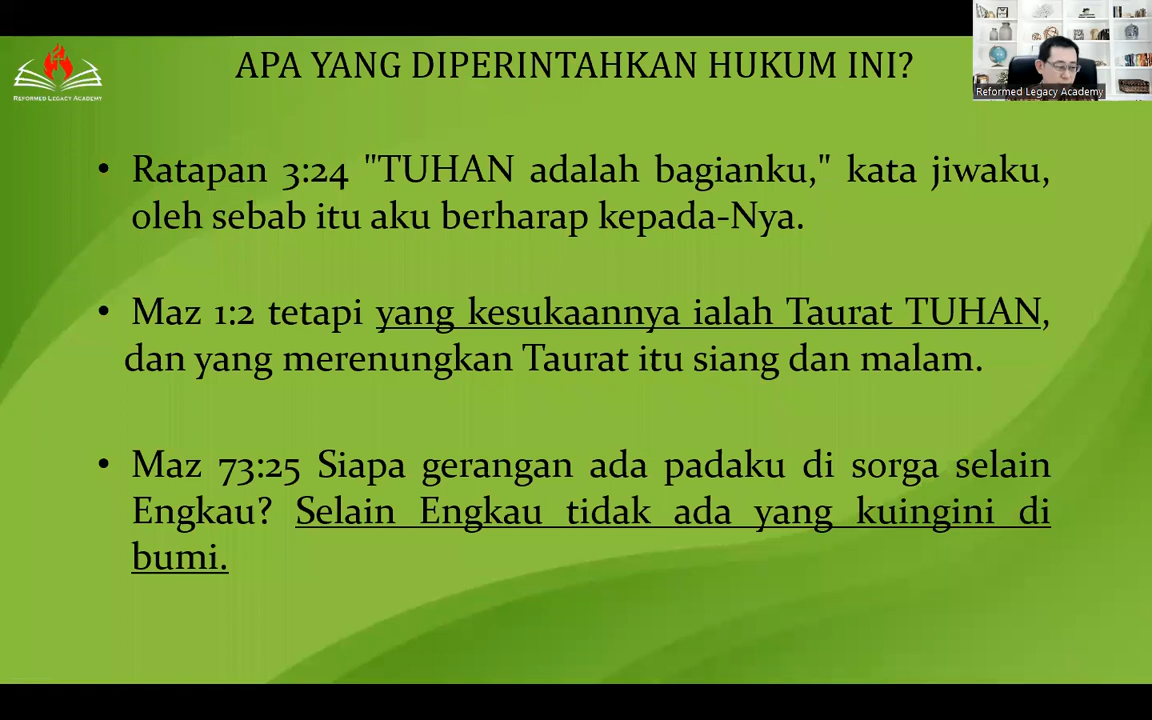 APA YANG DIPERINTAHKAN HUKUM INI?
REFORMED LEGACY ACADEMY
Reformed Legacy Academy
• Ratapan 3:24 "TUHAN adalah bagianku," kata jiwaku,
oleh sebab itu aku berharap kepada-Nya.
• Maz 1:2 tetapi yang kesukaannya ialah Taurat TUHAN,
dan yang merenungkan Taurat itu siang dan malam.
• Maz 73:25 Siapa gerangan ada padaku di sorga selain
Engkau? Selain Engkau tidak ada yang kuingini di
bumi.